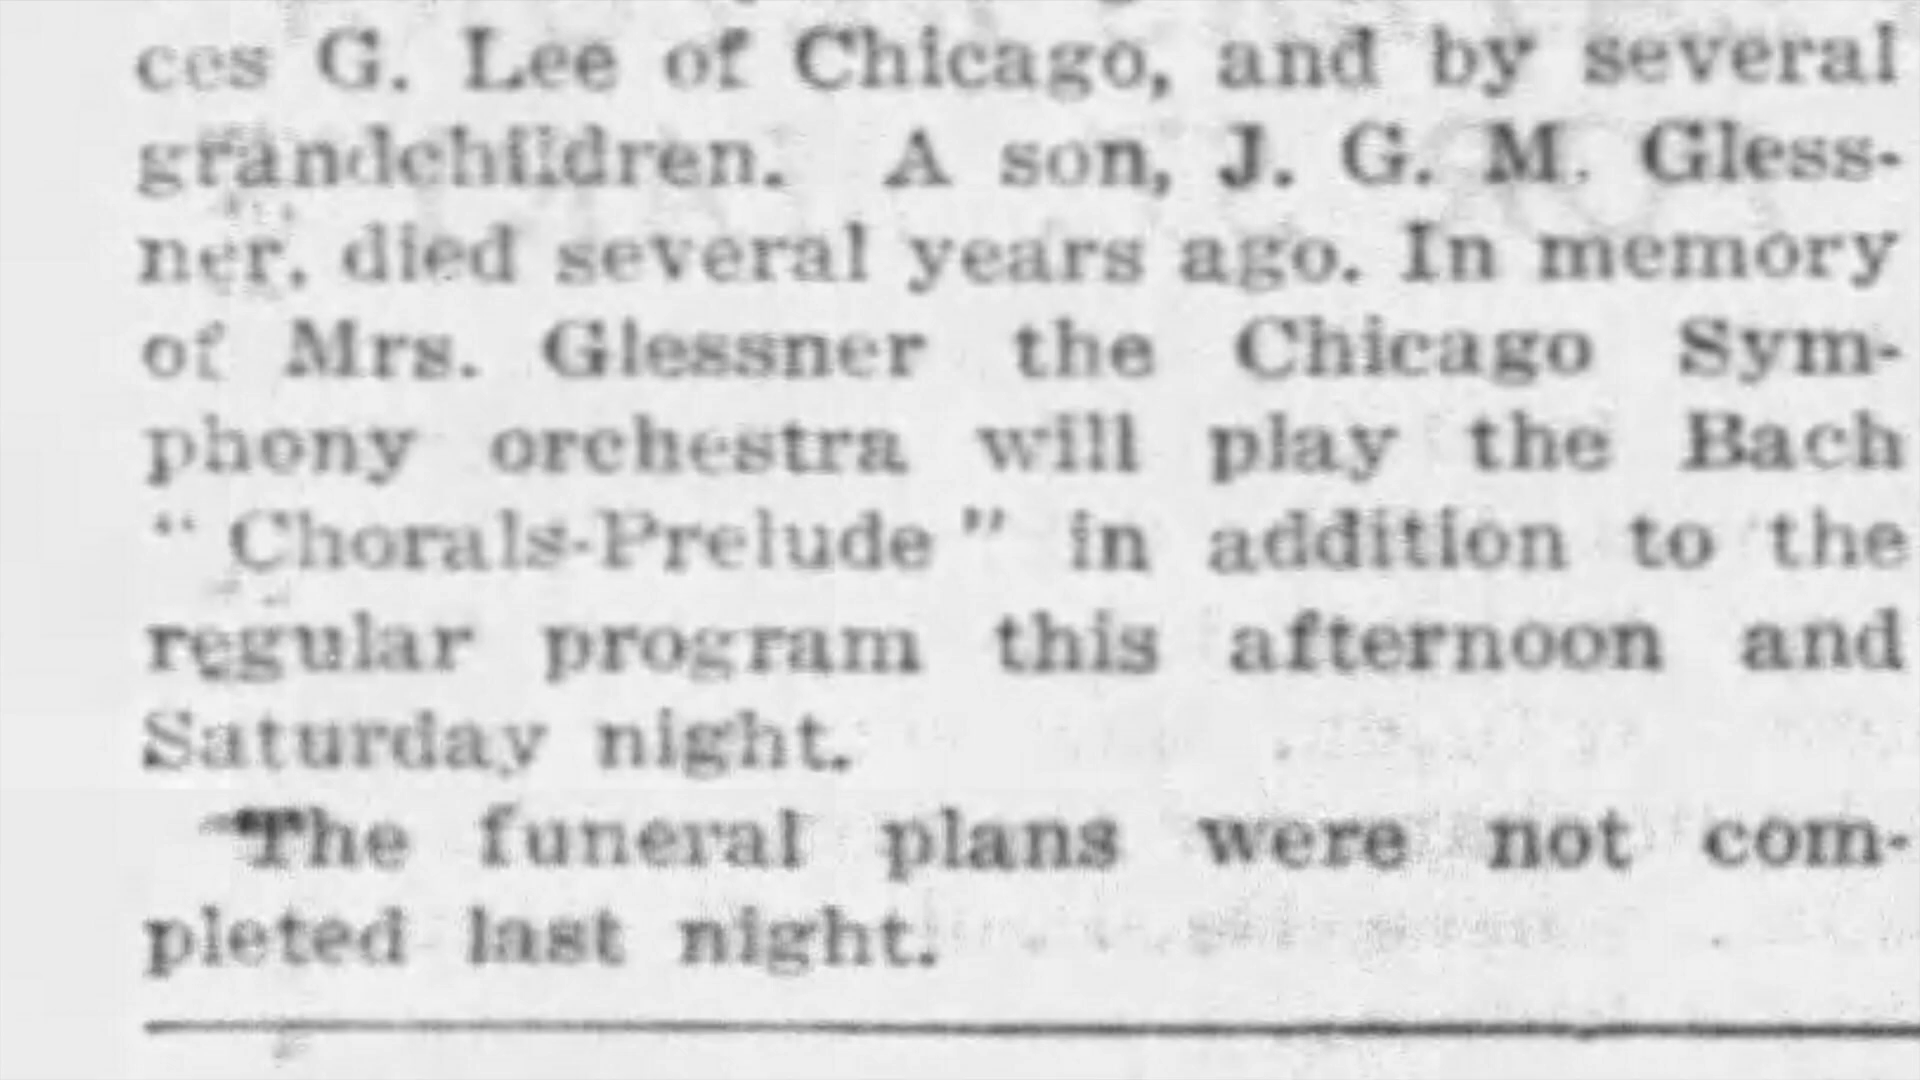 ces G. Lee of Chicago, and by several
grandchildren. A son, J. G. M. Gless-
ner, died several years ago. In memory
of Mrs. Glessner the Chicago Sym-
phony orchestra will play the Bach
" Chorals-Prelude " in addition to the
regular program this afternoon and
Saturday night.
The funeral plans were not com-
pleted last night.